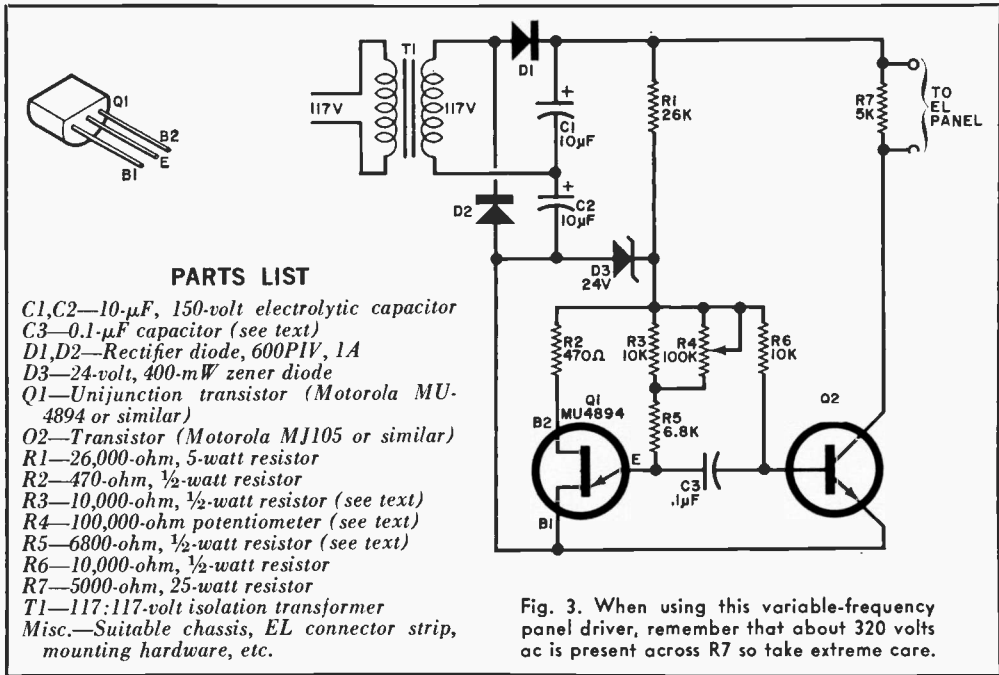 Q1
B2
E
B1
117V
T1
117V
D1
+
C1
10µF
+
C2
10µF
D2
R1
26K
R7
5K
TO
EL
PANEL
D3
24V
R2
470Ω
R3
10K
R4
100K
R6
10K
Q1
MU4894
B2
R5
6.8K
E
C3
.1µF
B1
Q2
PARTS LIST
C1,C2—10-µF, 150-volt electrolytic capacitor
C3—0.1-µF capacitor (see text)
D1,D2—Rectifier diode, 600PIV, 1A
D3—24-volt, 400-mW zener diode
Q1—Unijunction transistor (Motorola MU-
4894 or similar)
O2—Transistor (Motorola MJ105 or similar)
R1—26,000-ohm, 5-watt resistor
R2—470-ohm, ½-watt resistor
R3—10,000-ohm, ½-watt resistor (see text)
R4—100,000-ohm potentiometer (see text)
R5—6800-ohm, ½-watt resistor (see text)
R6—10,000-ohm, ½-watt resistor
R7—5000-ohm, 25-watt resistor
T1—117:117-volt isolation transformer
Misc.—Suitable chassis, EL connector strip,
mounting hardware, etc.
Fig. 3. When using this variable-frequency
panel driver, remember that about 320 volts
ac is present across R7 so take extreme care.